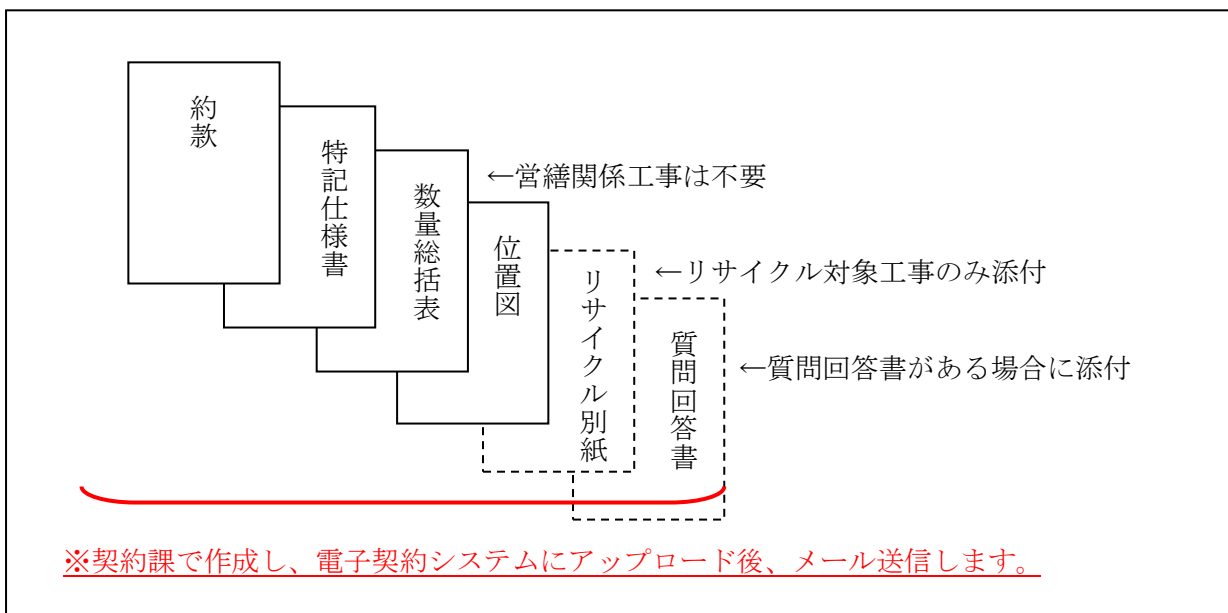 約款
特記仕様書
数量総括表
←営繕関係工事は不要
位置図
リサイクル別紙
←リサイクル対象工事のみ添付
質問回答書
←質問回答書がある場合に添付
※契約課で作成し、電子契約システムにアップロード後、メール送信します。